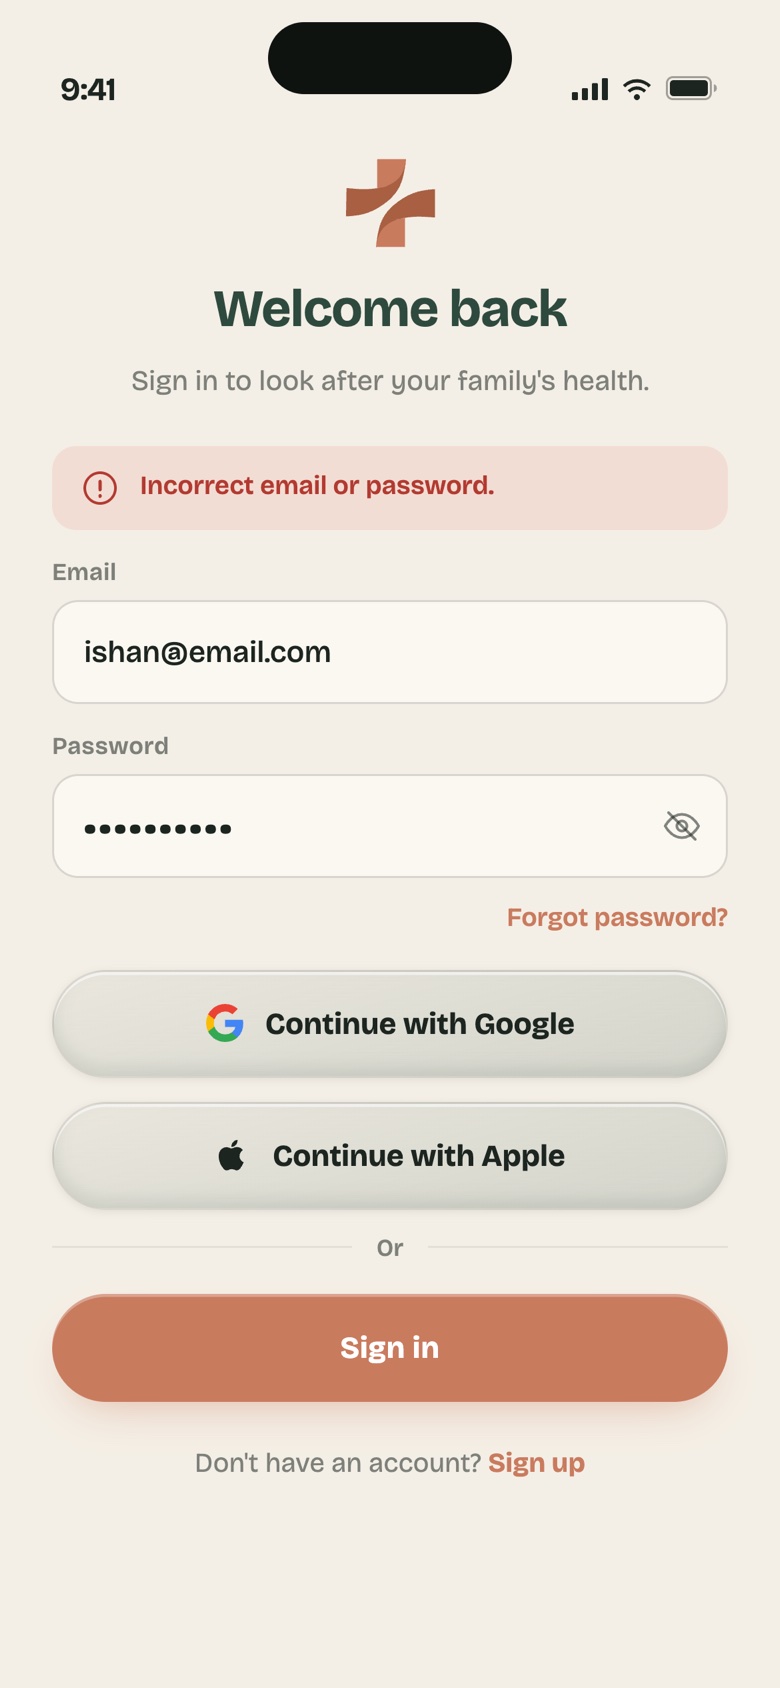 9:41
Welcome back
Sign in to look after your family's health.
Incorrect email or password.
Email
ishan@email.com
Password
••••••••••
Forgot password?
Continue with Google
Continue with Apple
Or
Sign in
Don't have an account? Sign up